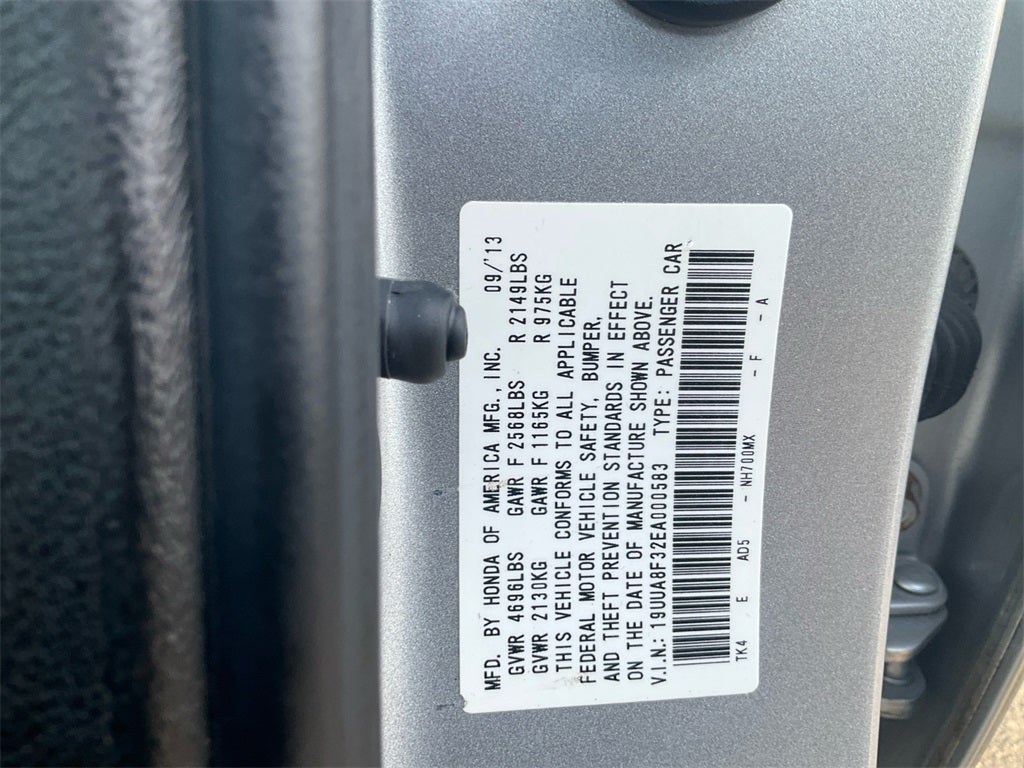 MFD. BY HONDA OF AMERICA MFG., INC. 09/'13
GVWR 4696LBS GAWR F 2568LBS R 2149LBS
GVWR 2130KG GAWR F 1165KG R 975KG
THIS VEHICLE CONFORMS TO ALL APPLICABLE
FEDERAL MOTOR VEHICLE SAFETY, BUMPER,
AND THEFT PREVENTION STANDARDS IN EFFECT
ON THE DATE OF MANUFACTURE SHOWN ABOVE.
V.I.N.: 19UUA8F32EA000583 TYPE: PASSENGER CAR
TK4 E AD5 - NH700MX - F - A